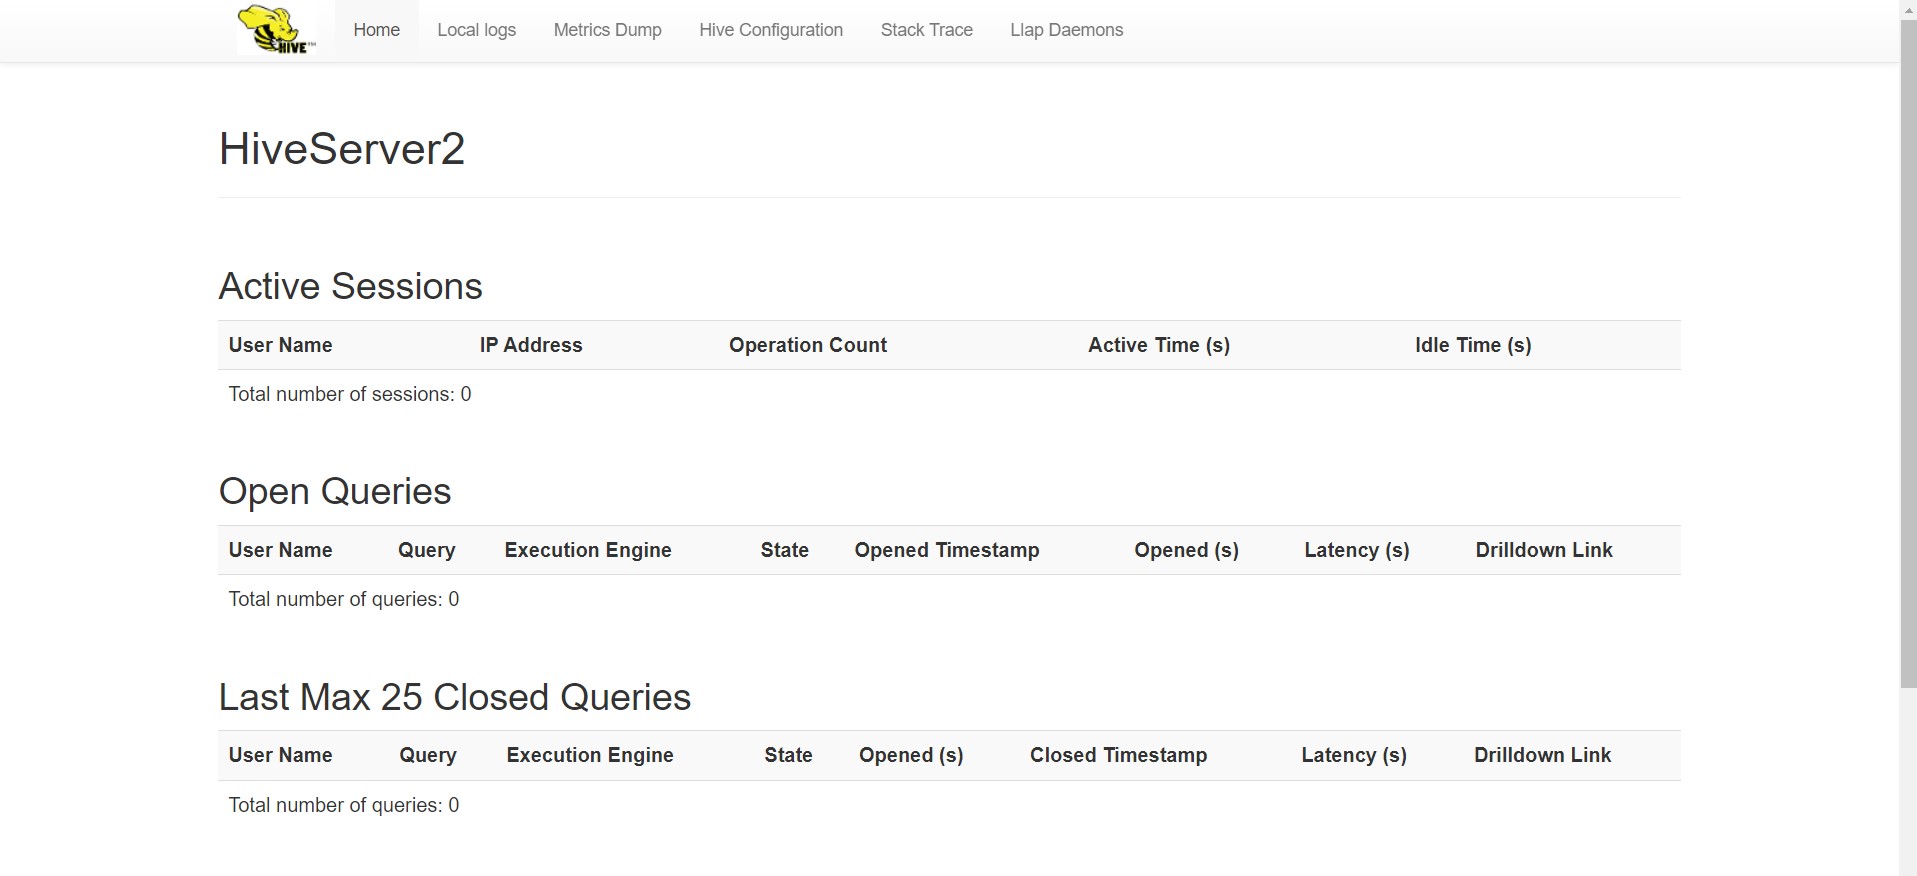 HIVE™ Home Local logs Metrics Dump Hive Configuration Stack Trace Llap Daemons
HiveServer2
Active Sessions
User Name IP Address Operation Count Active Time (s) Idle Time (s)
Total number of sessions: 0
Open Queries
User Name Query Execution Engine State Opened Timestamp Opened (s) Latency (s) Drilldown Link
Total number of queries: 0
Last Max 25 Closed Queries
User Name Query Execution Engine State Opened (s) Closed Timestamp Latency (s) Drilldown Link
Total number of queries: 0